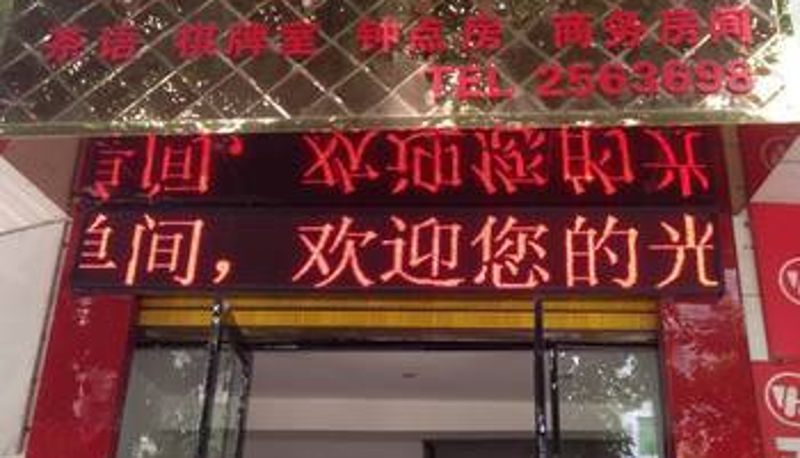 茶语 棋牌室 钟点房 商务房间
TEL 2563698
间，欢迎您的光